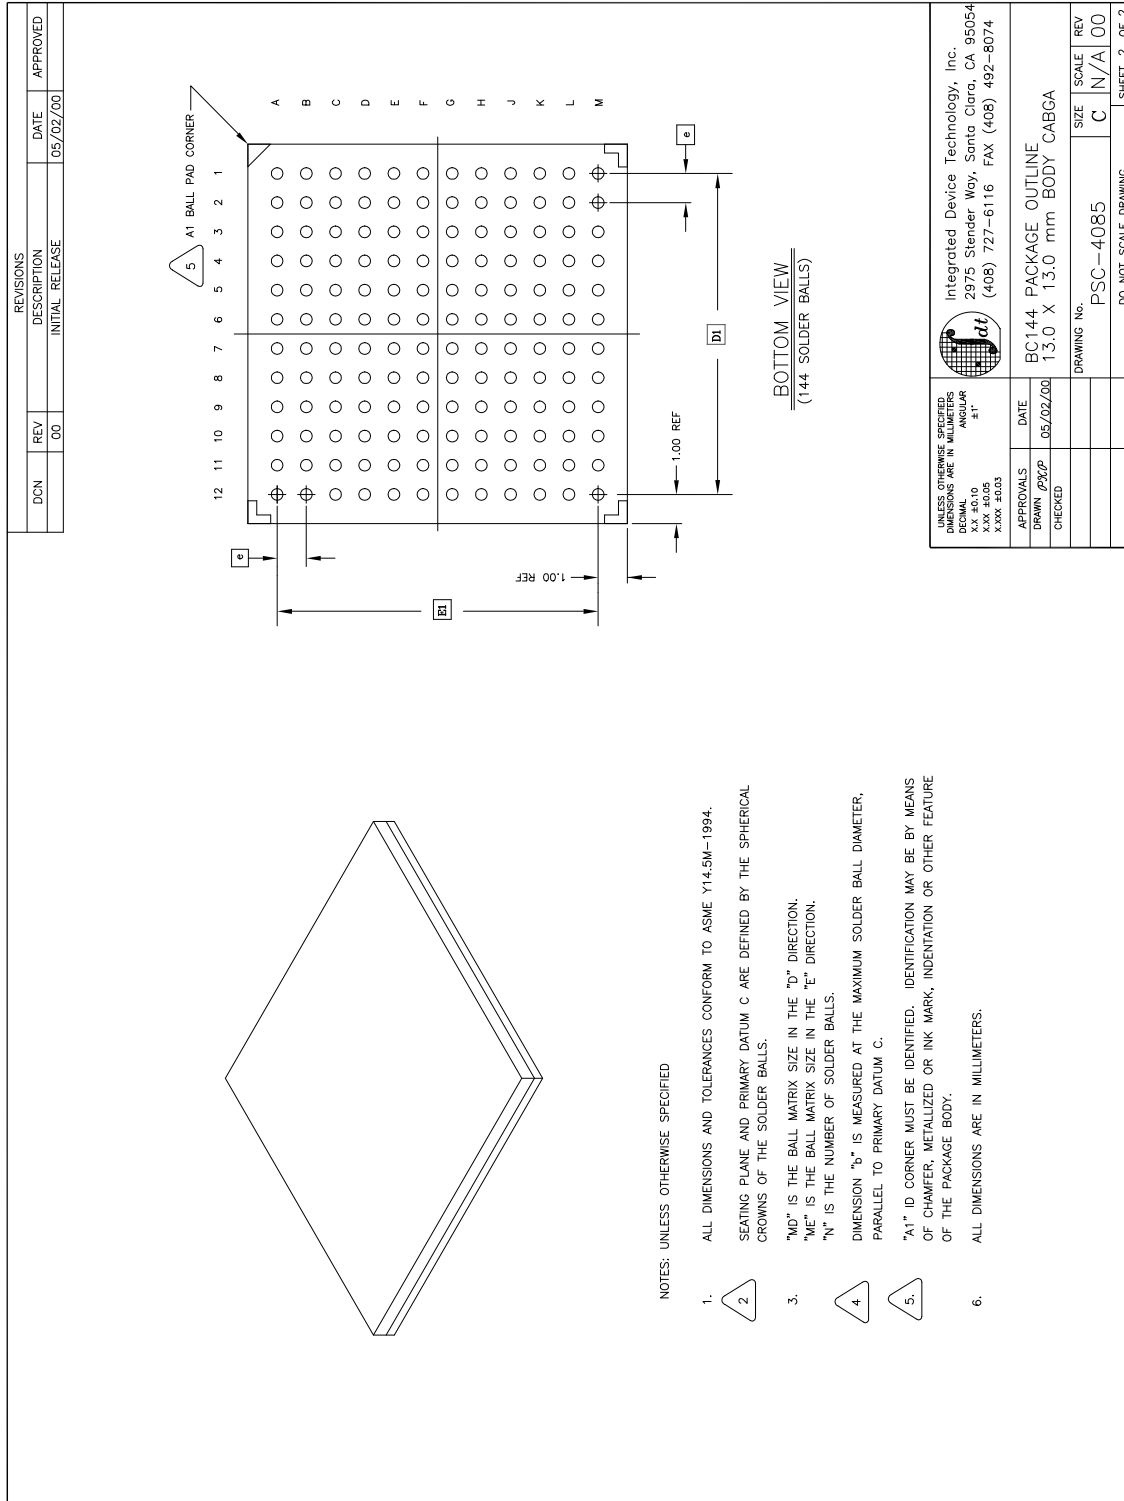 REVISIONS
DCN REV DESCRIPTION DATE APPROVED
00 INITIAL RELEASE 05/02/00
5 A1 BALL PAD CORNER
12 11 10 9 8 7 6 5 4 3 2 1
A
B
C
D
E
F
G
H
J
K
L
M
e
E1
1.00 REF
1.00 REF
D1
e
BOTTOM VIEW
(144 SOLDER BALLS)
NOTES: UNLESS OTHERWISE SPECIFIED
1. ALL DIMENSIONS AND TOLERANCES CONFORM TO ASME Y14.5M-1994.
2 SEATING PLANE AND PRIMARY DATUM C ARE DEFINED BY THE SPHERICAL
CROWNS OF THE SOLDER BALLS.
3. "MD" IS THE BALL MATRIX SIZE IN THE "D" DIRECTION.
"ME" IS THE BALL MATRIX SIZE IN THE "E" DIRECTION.
"N" IS THE NUMBER OF SOLDER BALLS.
4 DIMENSION "b" IS MEASURED AT THE MAXIMUM SOLDER BALL DIAMETER,
PARALLEL TO PRIMARY DATUM C.
5. "A1" ID CORNER MUST BE IDENTIFIED. IDENTIFICATION MAY BE BY MEANS
OF CHAMFER, METALLIZED OR INK MARK, INDENTATION OR OTHER FEATURE
OF THE PACKAGE BODY.
6. ALL DIMENSIONS ARE IN MILLIMETERS.
UNLESS OTHERWISE SPECIFIED
DIMENSIONS ARE IN MILLIMETERS
DECIMAL ANGULAR
X.X ±0.10 ±1°
X.XX ±0.05
X.XXX ±0.03
APPROVALS DATE
DRAWN 05/02/00
CHECKED
idt
Integrated Device Technology, Inc.
2975 Stender Way, Santa Clara, CA 95054
(408) 727-6116 FAX (408) 492-8074
BC144 PACKAGE OUTLINE
13.0 X 13.0 mm BODY CABGA
SIZE C
DRAWING No. PSC-4085
SCALE N/A
REV 00
DO NOT SCALE DRAWING
SHEET 2 OF 2